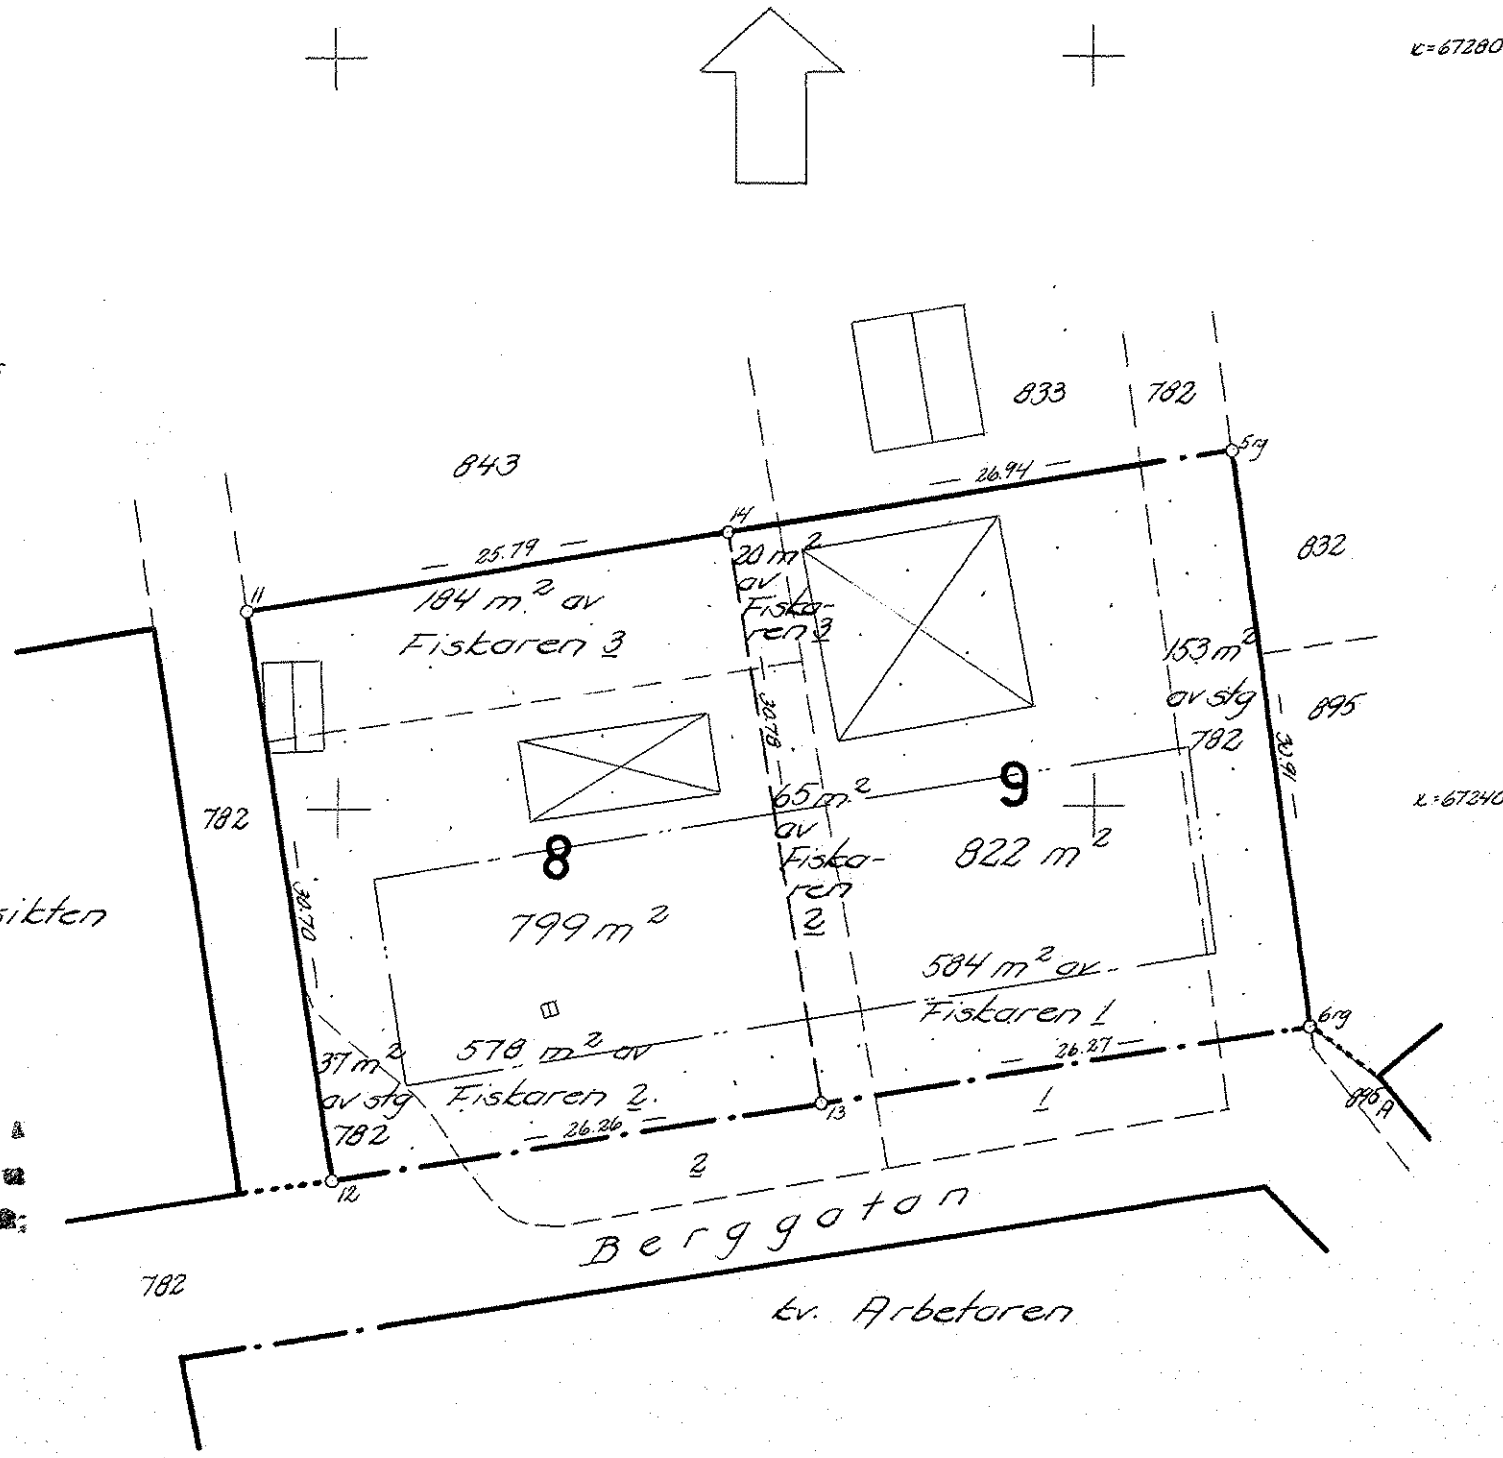 x=67280
833
782
5rg
843
26.94
14
25.79
832
20 m²
av
Fiska-
ren 3
11
184 m² av
Fiskaren 3
153 m²
av stg
782
895
30.78
30.91
9
65 m²
av
Fiska-
ren
2
x=67240
782
8
822 m²
30.70
sikten
799 m²
584 m² av
Fiskaren 1
6rg
37 m²
av stg
782
578 m² av
Fiskaren 2.
26.27
1
895A
13
26.26
2
12
Berggatan
782
kv. Arbetaren